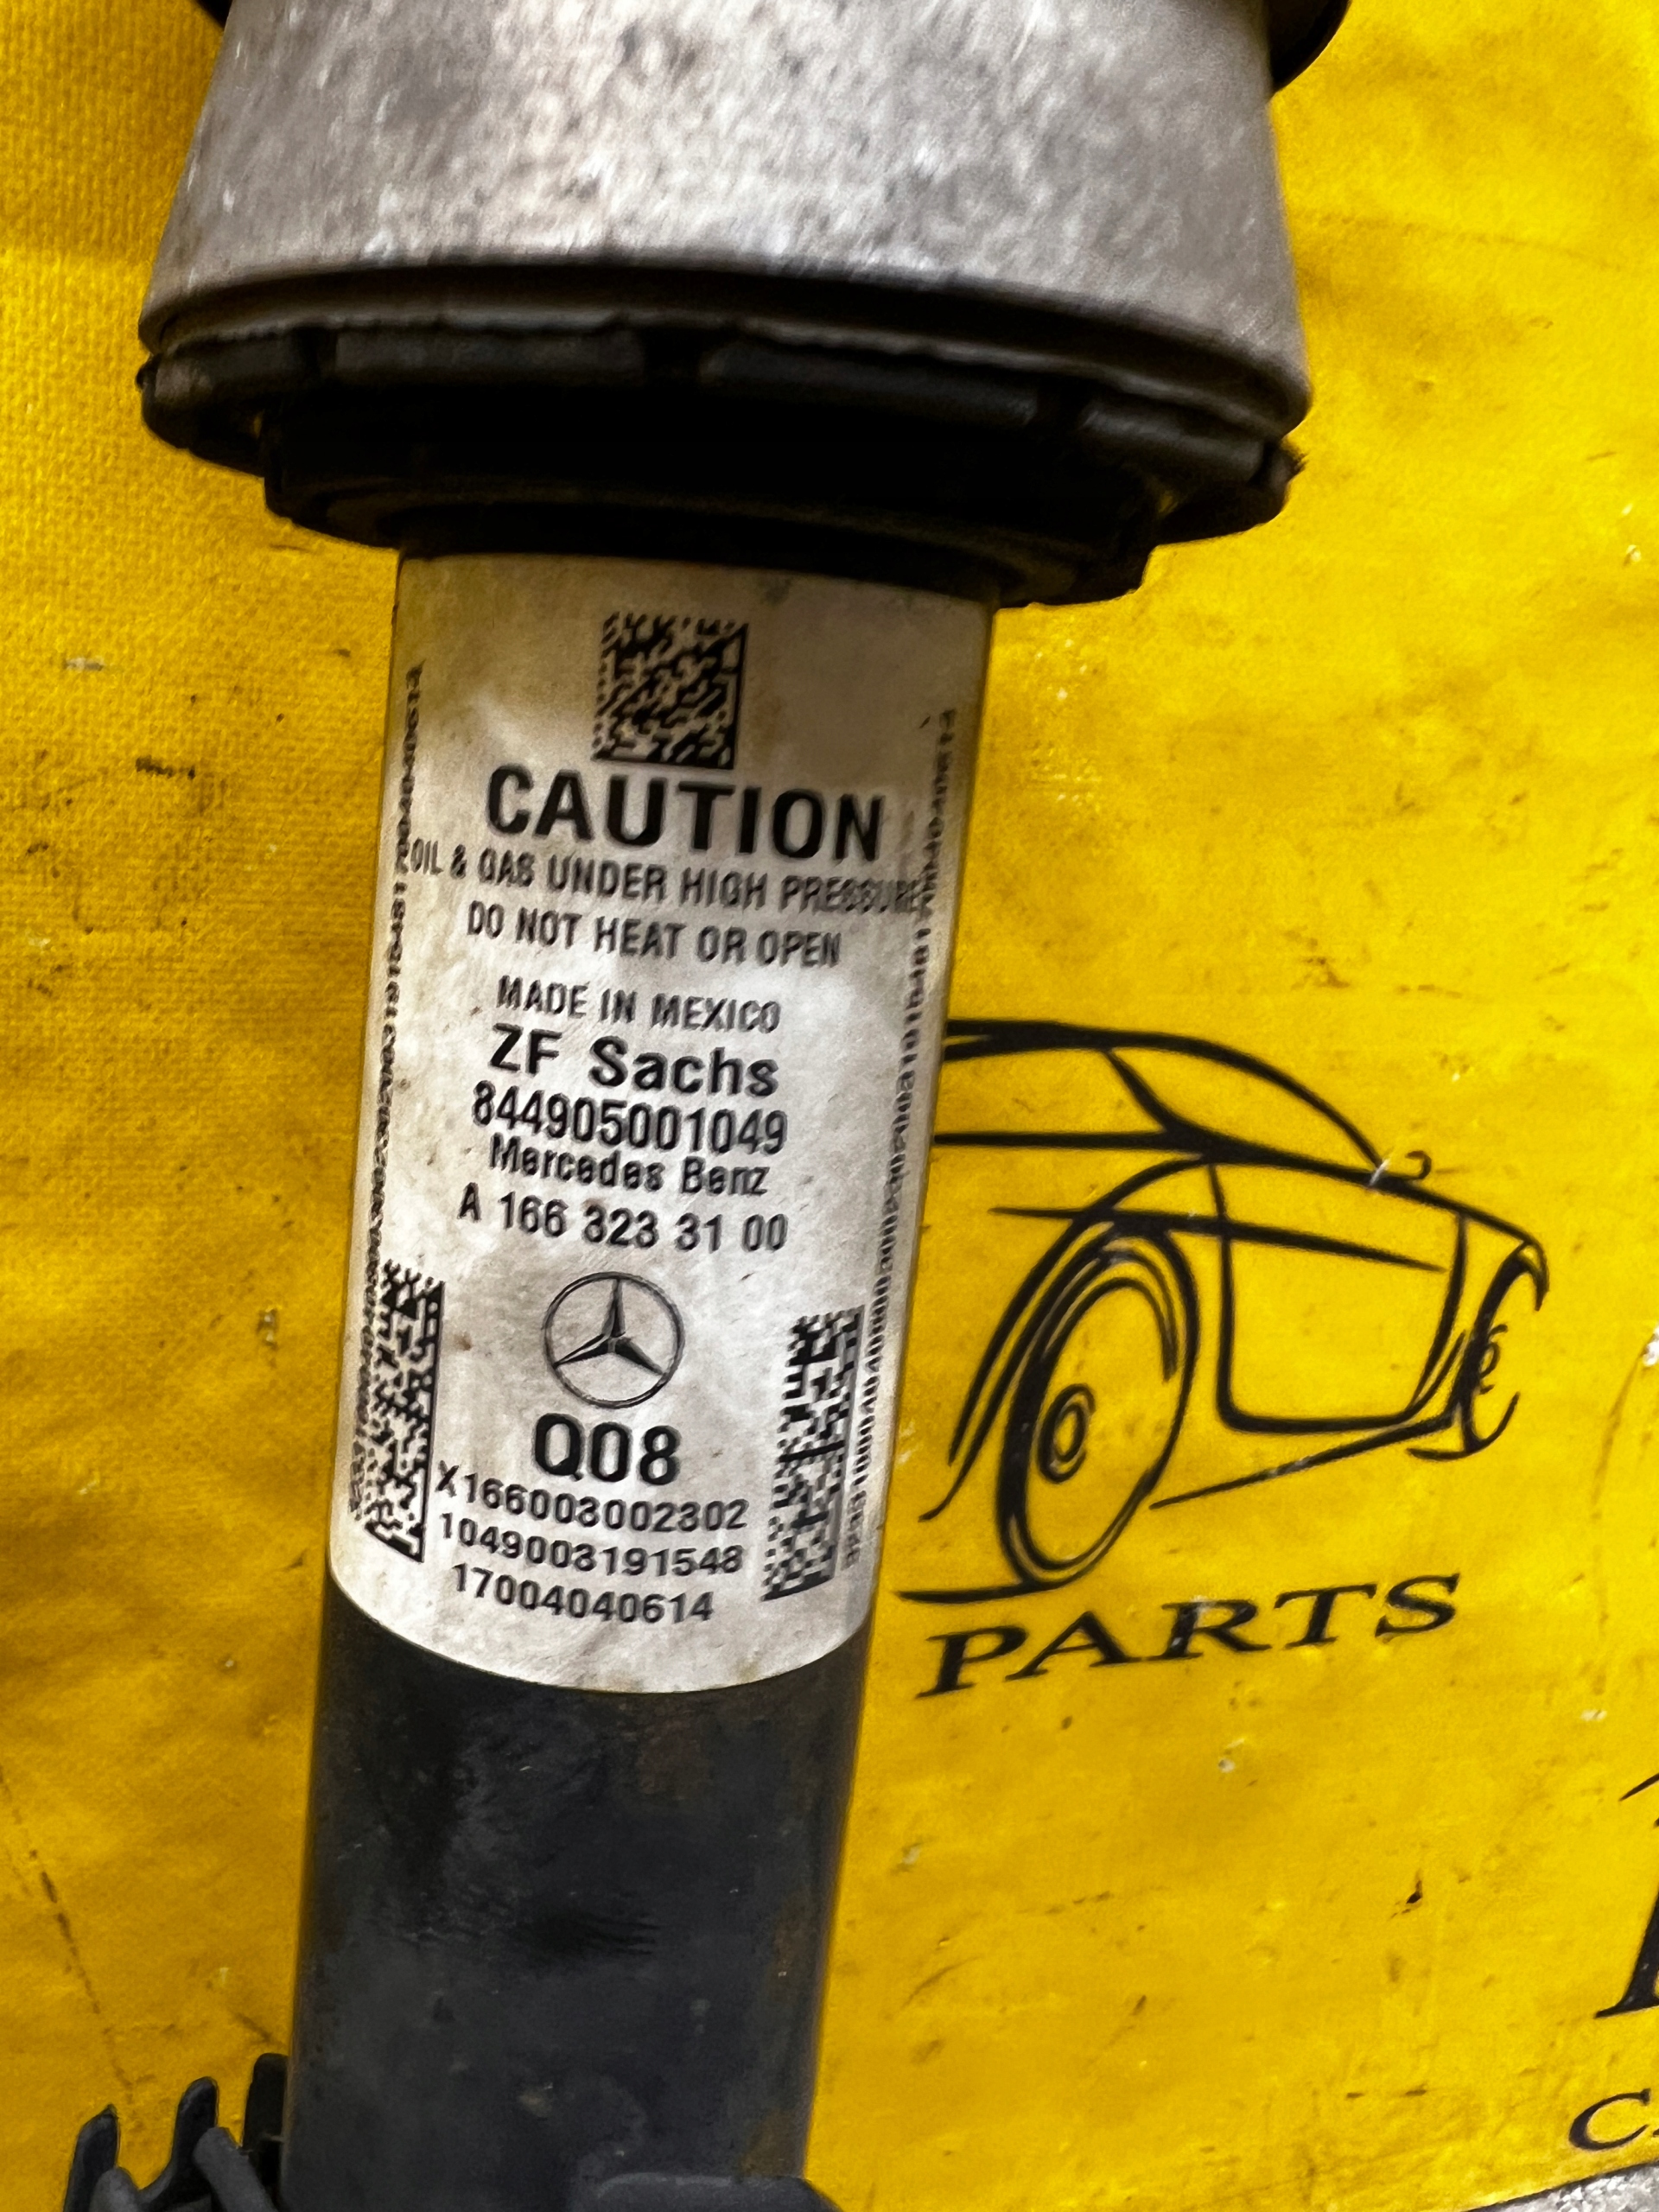 CAUTION
OIL & GAS UNDER HIGH PRESSURE
DO NOT HEAT OR OPEN
MADE IN MEXICO
ZF Sachs
844905001049
Mercedes Benz
A 166 323 31 00
Q08
X166003002302
1049003191548
17004040614
PARTS